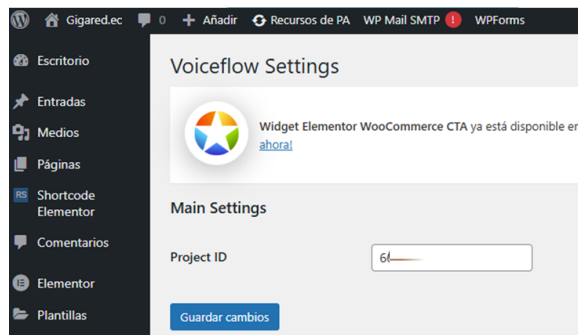 Gigared.ec 0 Añadir Recursos de PA WP Mail SMTP ! WPForms
Escritorio
Entradas
Medios
Páginas
RS Shortcode
Elementor
Comentarios
Elementor
Plantillas
Voiceflow Settings
Widget Elementor WooCommerce CTA ya está disponible
ahora!
Main Settings
Project ID
Guardar cambios